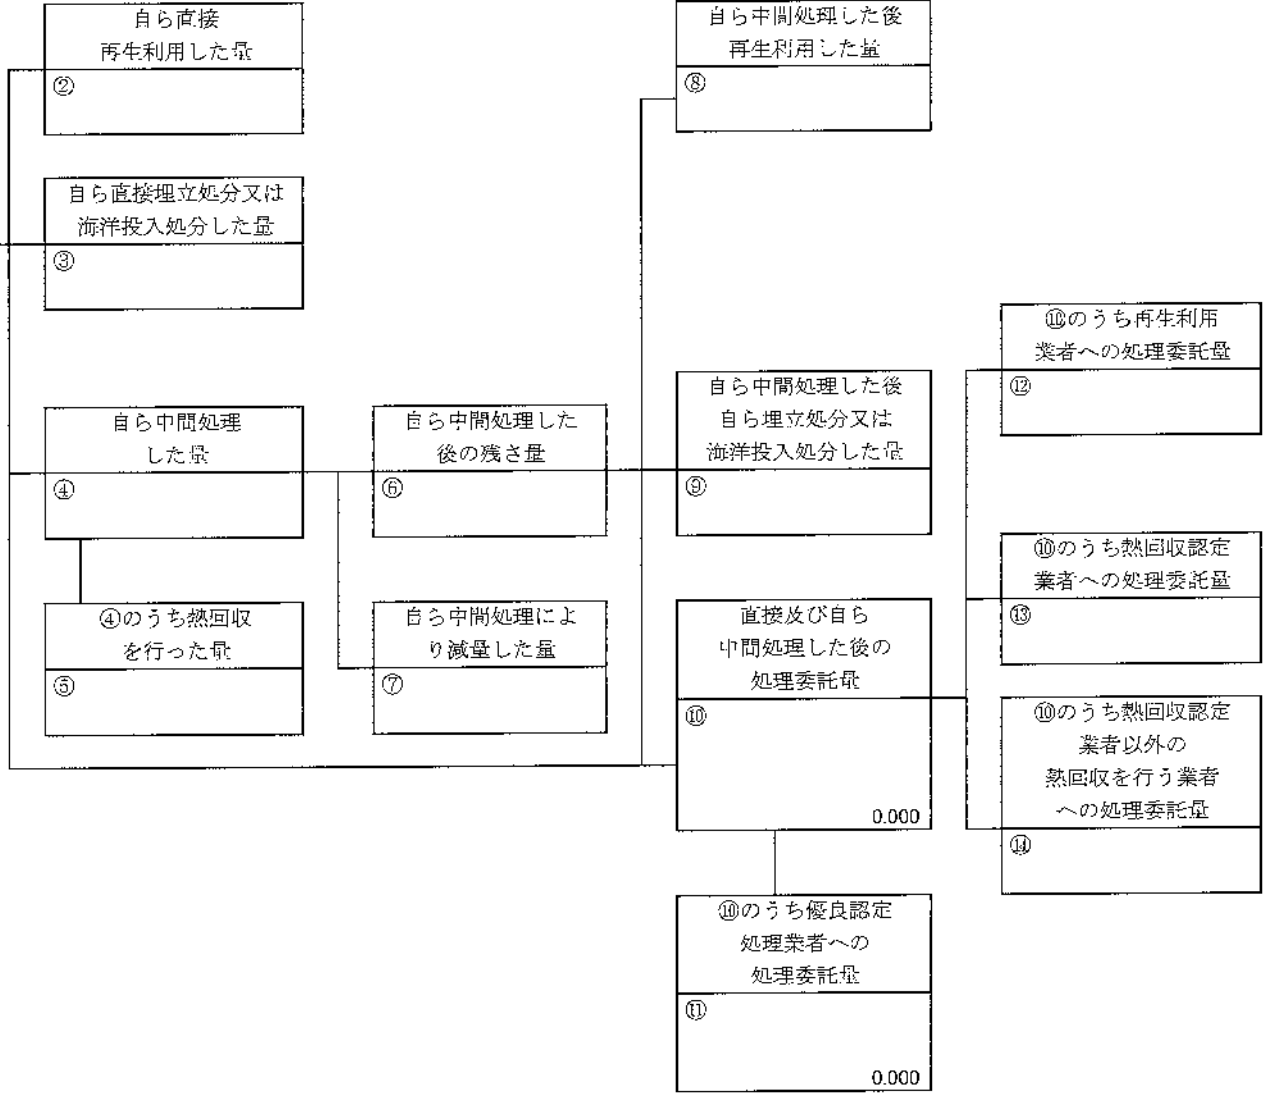 自ら直接
再生利用した量
②
自ら直接埋立処分又は
海洋投入処分した量
③
自ら中間処理
した量
④
④のうち熱回収
を行った量
⑤
自ら中間処理した
後の残さ量
⑥
自ら中間処理によ
り減量した量
⑦
自ら中間処理した後
再生利用した量
⑧
自ら中間処理した後
自ら埋立処分又は
海洋投入処分した量
⑨
直接及び自ら
中間処理した後の
処理委託量
⑩
0.000
⑩のうち優良認定
処理業者への
処理委託量
⑪
0.000
⑩のうち再生利用
業者への処理委託量
⑫
⑩のうち熱回収認定
業者への処理委託量
⑬
⑩のうち熱回収認定
業者以外の
熱回収を行う業者
への処理委託量
⑭